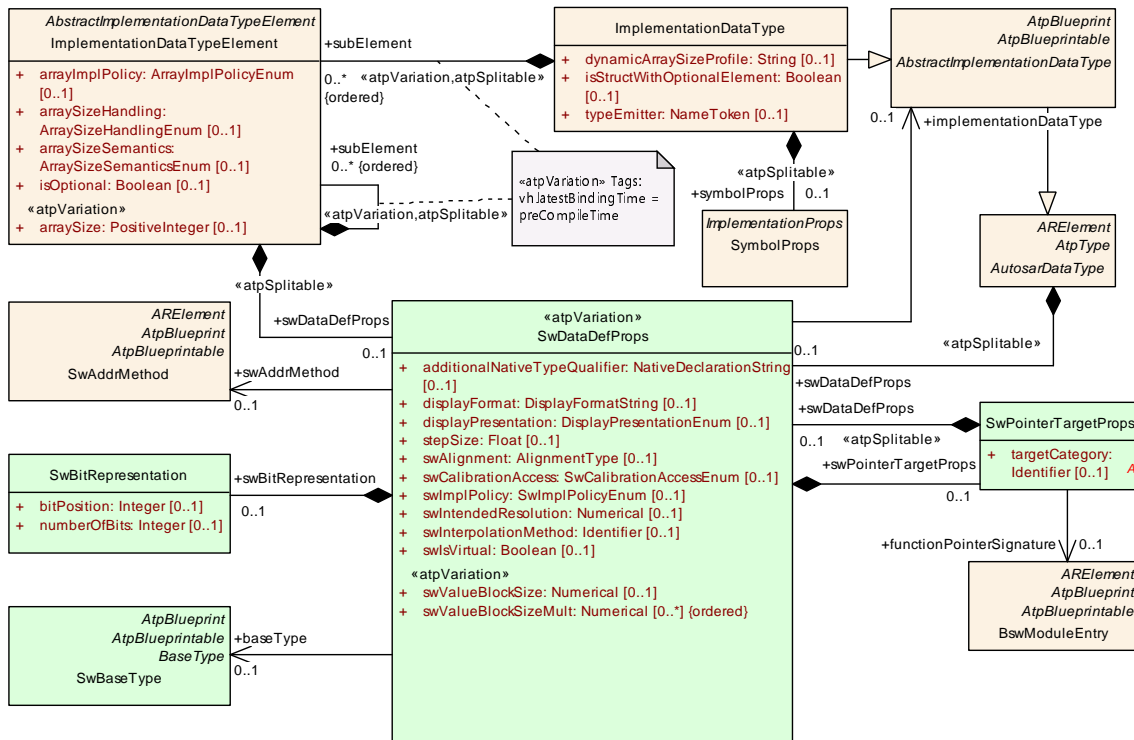 AbstractImplementationDataTypeElement
ImplementationDataTypeElement
+ arrayImplPolicy: ArrayImplPolicyEnum
[0..1]
+ arraySizeHandling:
ArraySizeHandlingEnum [0..1]
+ arraySizeSemantics:
ArraySizeSemanticsEnum [0..1]
+ isOptional: Boolean [0..1]
«atpVariation»
+ arraySize: PositiveInteger [0..1]
+subElement
0..*
{ordered}
«atpVariation,atpSplitable»
+subElement
0..* {ordered}
«atpVariation,atpSplitable»
ImplementationDataType
+ dynamicArraySizeProfile: String [0..1]
+ isStructWithOptionalElement: Boolean
[0..1]
+ typeEmitter: NameToken [0..1]
«atpVariation» Tags:
vh.latestBindingTime =
preCompileTime
«atpSplitable»
+symbolProps
0..1
ImplementationProps
SymbolProps
AtpBlueprint
AtpBlueprintable
AbstractImplementationDataType
0..1
+implementationDataType
ARElement
AtpType
AutosarDataType
«atpSplitable»
0..1
+swDataDefProps
«atpSplitable»
+swDataDefProps
0..1
ARElement
AtpBlueprint
AtpBlueprintable
SwAddrMethod
+swAddrMethod
0..1
«atpVariation»
SwDataDefProps
+ additionalNativeTypeQualifier: NativeDeclarationString
[0..1]
+ displayFormat: DisplayFormatString [0..1]
+ displayPresentation: DisplayPresentationEnum [0..1]
+ stepSize: Float [0..1]
+ swAlignment: AlignmentType [0..1]
+ swCalibrationAccess: SwCalibrationAccessEnum [0..1]
+ swImplPolicy: SwImplPolicyEnum [0..1]
+ swIntendedResolution: Numerical [0..1]
+ swInterpolationMethod: Identifier [0..1]
+ swIsVirtual: Boolean [0..1]
«atpVariation»
+ swValueBlockSize: Numerical [0..1]
+ swValueBlockSizeMult: Numerical [0..*] {ordered}
+swDataDefProps
0..1
«atpSplitable»
+swPointerTargetProps
0..1
SwPointerTargetProps
+ targetCategory:
Identifier [0..1]
A
+functionPointerSignature
0..1
ARElement
AtpBlueprint
AtpBlueprintable
BswModuleEntry
SwBitRepresentation
+ bitPosition: Integer [0..1]
+ numberOfBits: Integer [0..1]
+swBitRepresentation
0..1
AtpBlueprint
AtpBlueprintable
BaseType
SwBaseType
+baseType
0..1